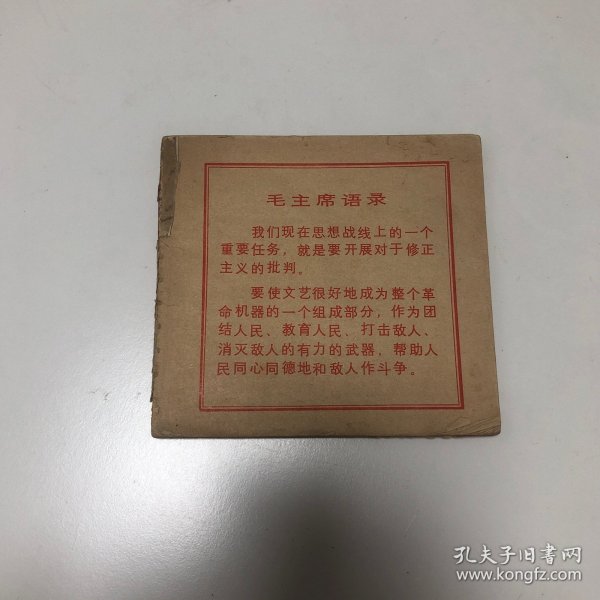 毛主席语录
我们现在思想战线上的一个
重要任务，就是要开展对于修正
主义的批判。
要使文艺很好地成为整个革
命机器的一个组成部分，作为团
结人民、教育人民、打击敌人、
消灭敌人的有力的武器，帮助人
民同心同德地和敌人作斗争。
孔夫子旧书网
www.kongfz.com